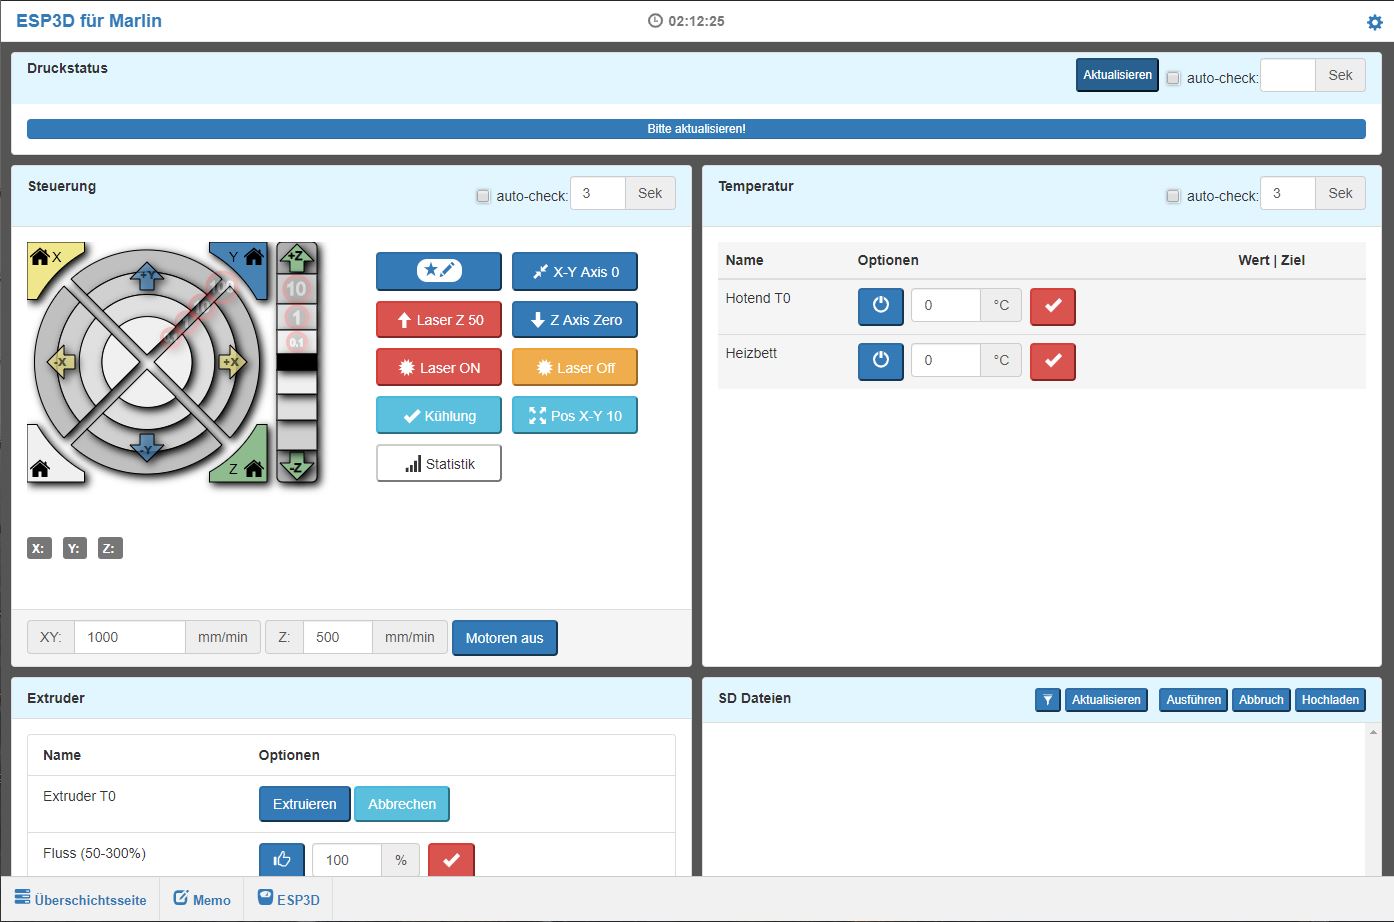 ESP3D für Marlin
02:12:25
Druckstatus
Aktualisieren
auto-check:
Sek
Bitte aktualisieren!
Steuerung
auto-check:
3
Sek
X
Y
+Y
-X
+X
-Y
Z
100
10
1
0.1
+Z
10
1
0.1
-Z
X-Y Axis 0
Laser Z 50
Z Axis Zero
Laser ON
Laser Off
Kühlung
Pos X-Y 10
Statistik
X:
Y:
Z:
XY:
1000
mm/min
Z:
500
mm/min
Motoren aus
Temperatur
auto-check:
3
Sek
Name
Optionen
Wert | Ziel
Hotend T0
0
°C
Heizbett
0
°C
Extruder
Name
Optionen
Extruder T0
Extruieren
Abbrechen
Fluss (50-300%)
100
%
SD Dateien
Aktualisieren
Ausführen
Abbruch
Hochladen
Überschichtsseite
Memo
ESP3D